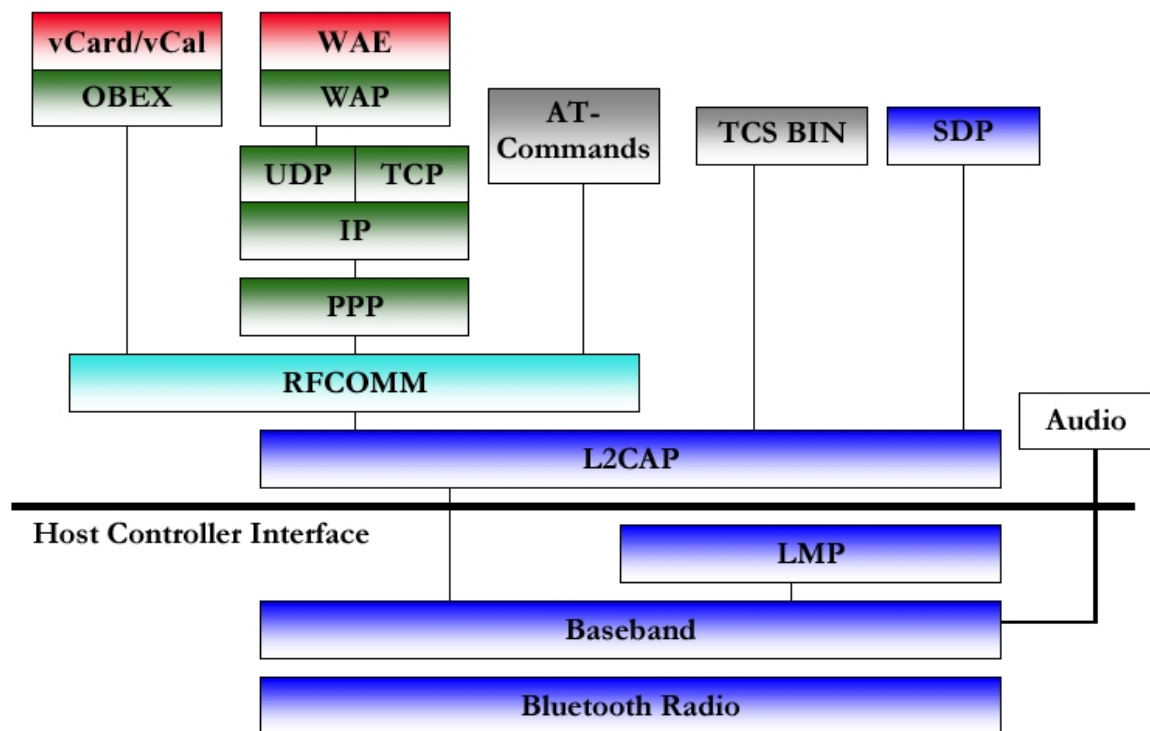 vCard/vCal
WAE
OBEX
WAP
AT-
Commands
TCS BIN
SDP
UDP
TCP
IP
PPP
RFCOMM
Audio
L2CAP
Host Controller Interface
LMP
Baseband
Bluetooth Radio